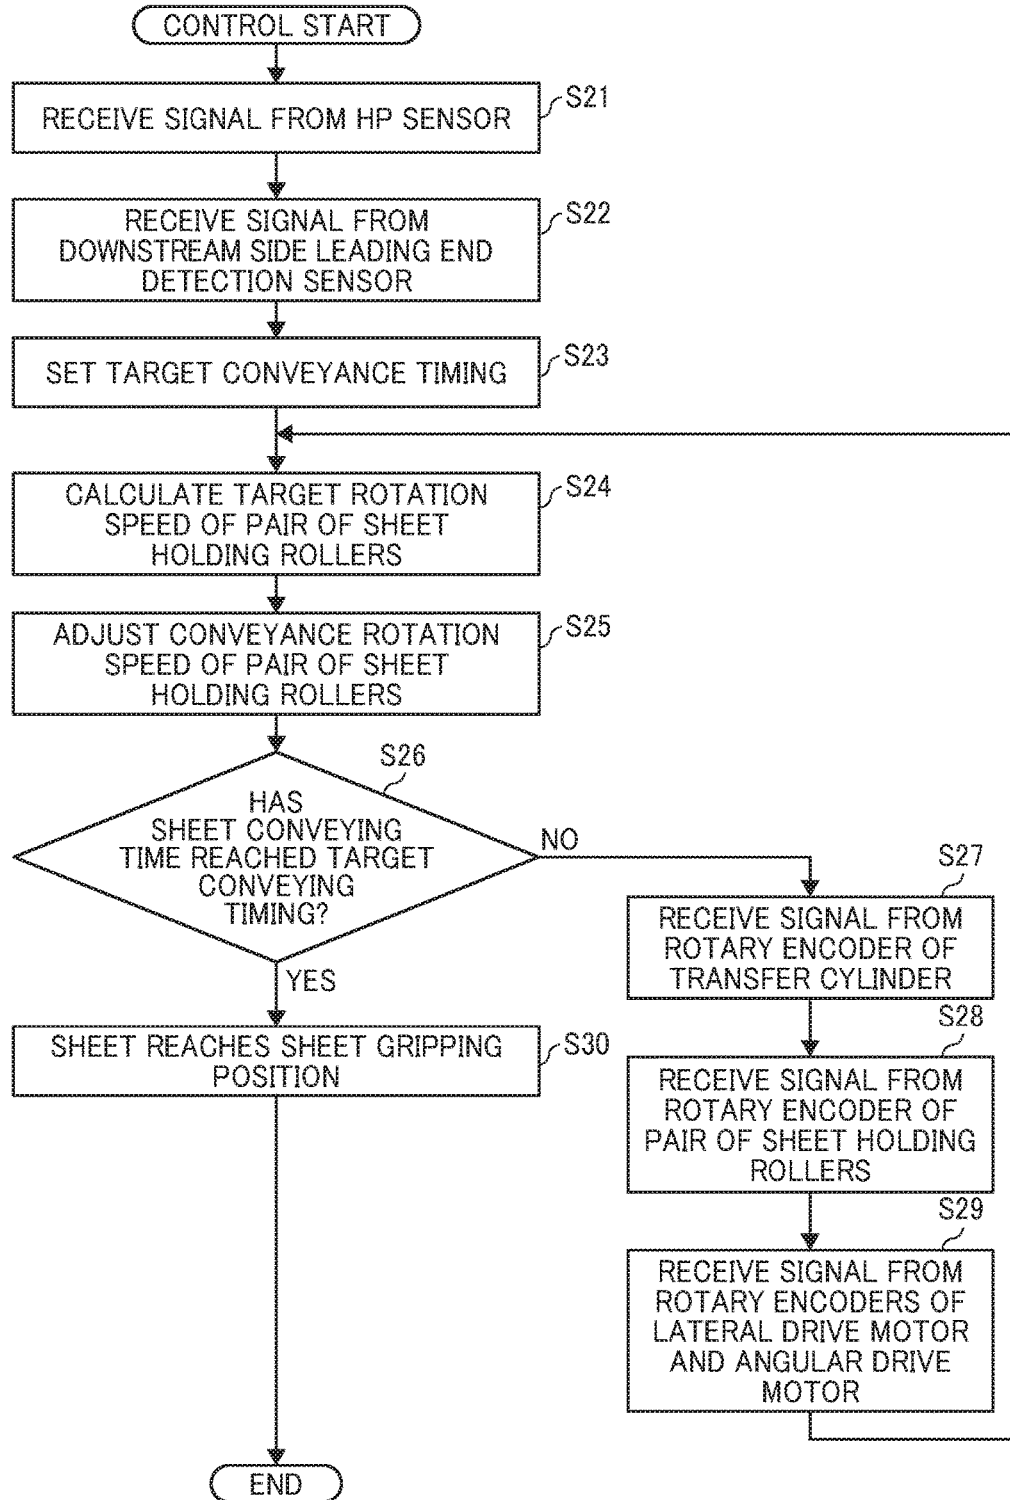 CONTROL START
RECEIVE SIGNAL FROM HP SENSOR
S21
RECEIVE SIGNAL FROM
DOWNSTREAM SIDE LEADING END
DETECTION SENSOR
S22
SET TARGET CONVEYANCE TIMING
S23
CALCULATE TARGET ROTATION
SPEED OF PAIR OF SHEET
HOLDING ROLLERS
S24
ADJUST CONVEYANCE ROTATION
SPEED OF PAIR OF SHEET
HOLDING ROLLERS
S25
S26
HAS
SHEET CONVEYING
TIME REACHED TARGET
CONVEYING
TIMING?
NO
YES
S27
RECEIVE SIGNAL FROM
ROTARY ENCODER OF
TRANSFER CYLINDER
S28
RECEIVE SIGNAL FROM
ROTARY ENCODER OF
PAIR OF SHEET HOLDING
ROLLERS
S29
RECEIVE SIGNAL FROM
ROTARY ENCODERS OF
LATERAL DRIVE MOTOR
AND ANGULAR DRIVE
MOTOR
SHEET REACHES SHEET GRIPPING
POSITION
S30
END